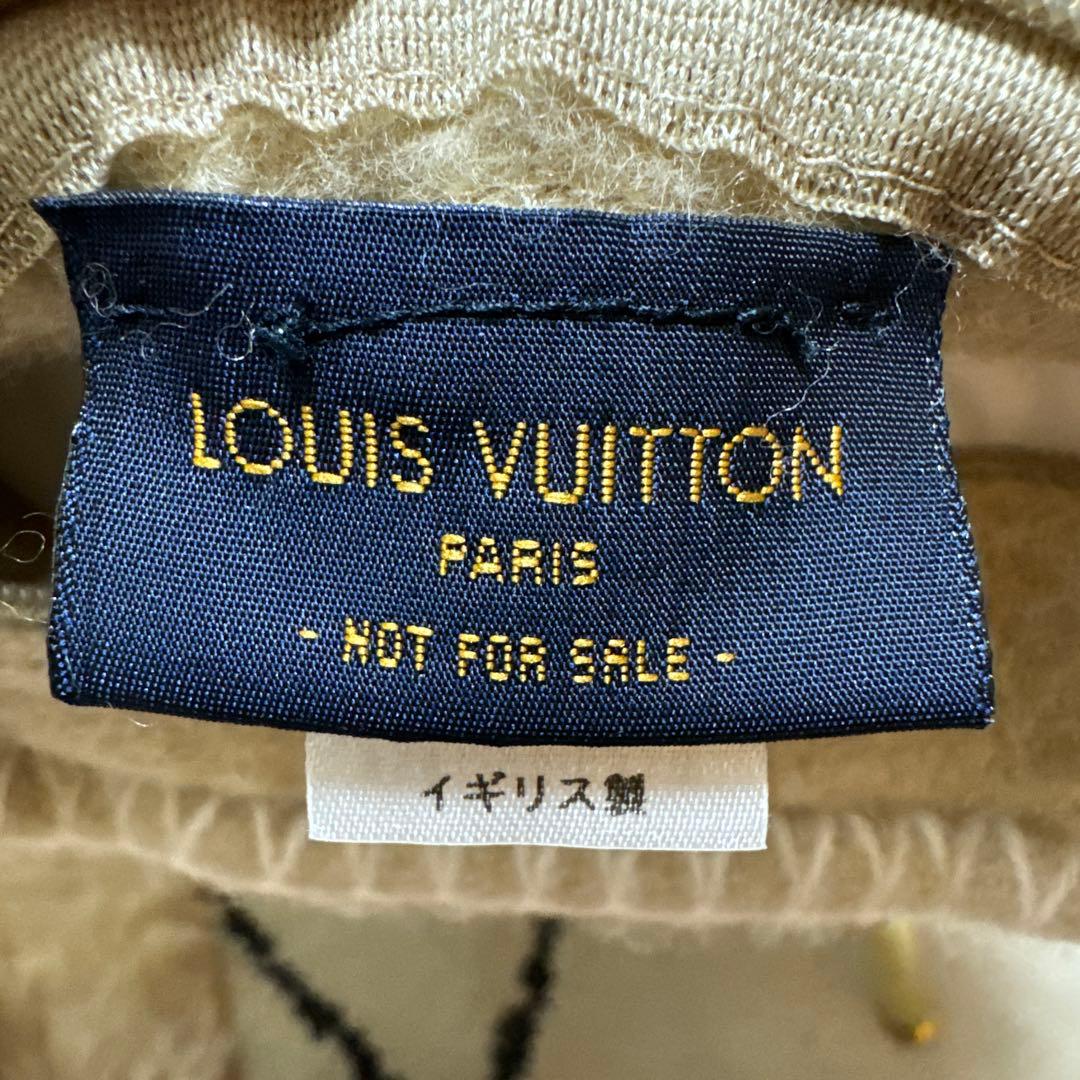 LOUIS VUITTON
PARIS
- NOT FOR SALE -
イギリス製